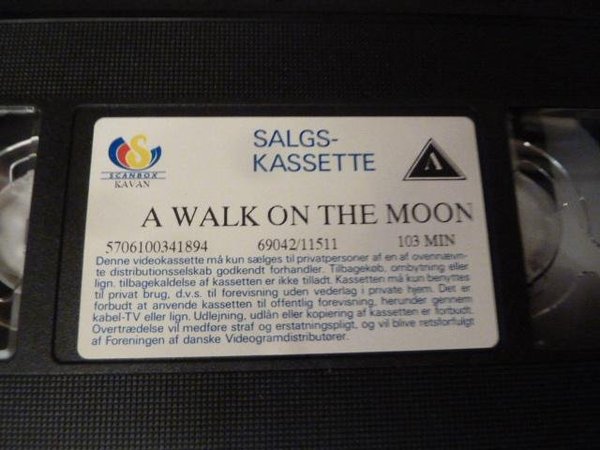 SALGS-
KASSETTE
SCANBOX
KAVAN
A
A WALK ON THE MOON
5706100341894 69042/11511 103 MIN
Denne videokassette må kun sælges til privatpersoner af en af ovennævn-
te distributionsselskab godkendt forhandler. Tilbagekøb, ombytning eller
lign. tilbagekaldelse af kassetten er ikke tilladt. Kassetten må kun benyttes
til privat brug, d.v.s. til forevisning uden vederlag i private hjem. Det er
forbudt at anvende kassetten til offentlig forevisning, herunder gennem
kabel-TV eller lign. Udlejning, udlån eller kopiering af kassetten er forbudt.
Overtrædelse vil medføre straf og erstatningspligt, og vil blive retsforfulgt
af Foreningen af danske Videogramdistributører.